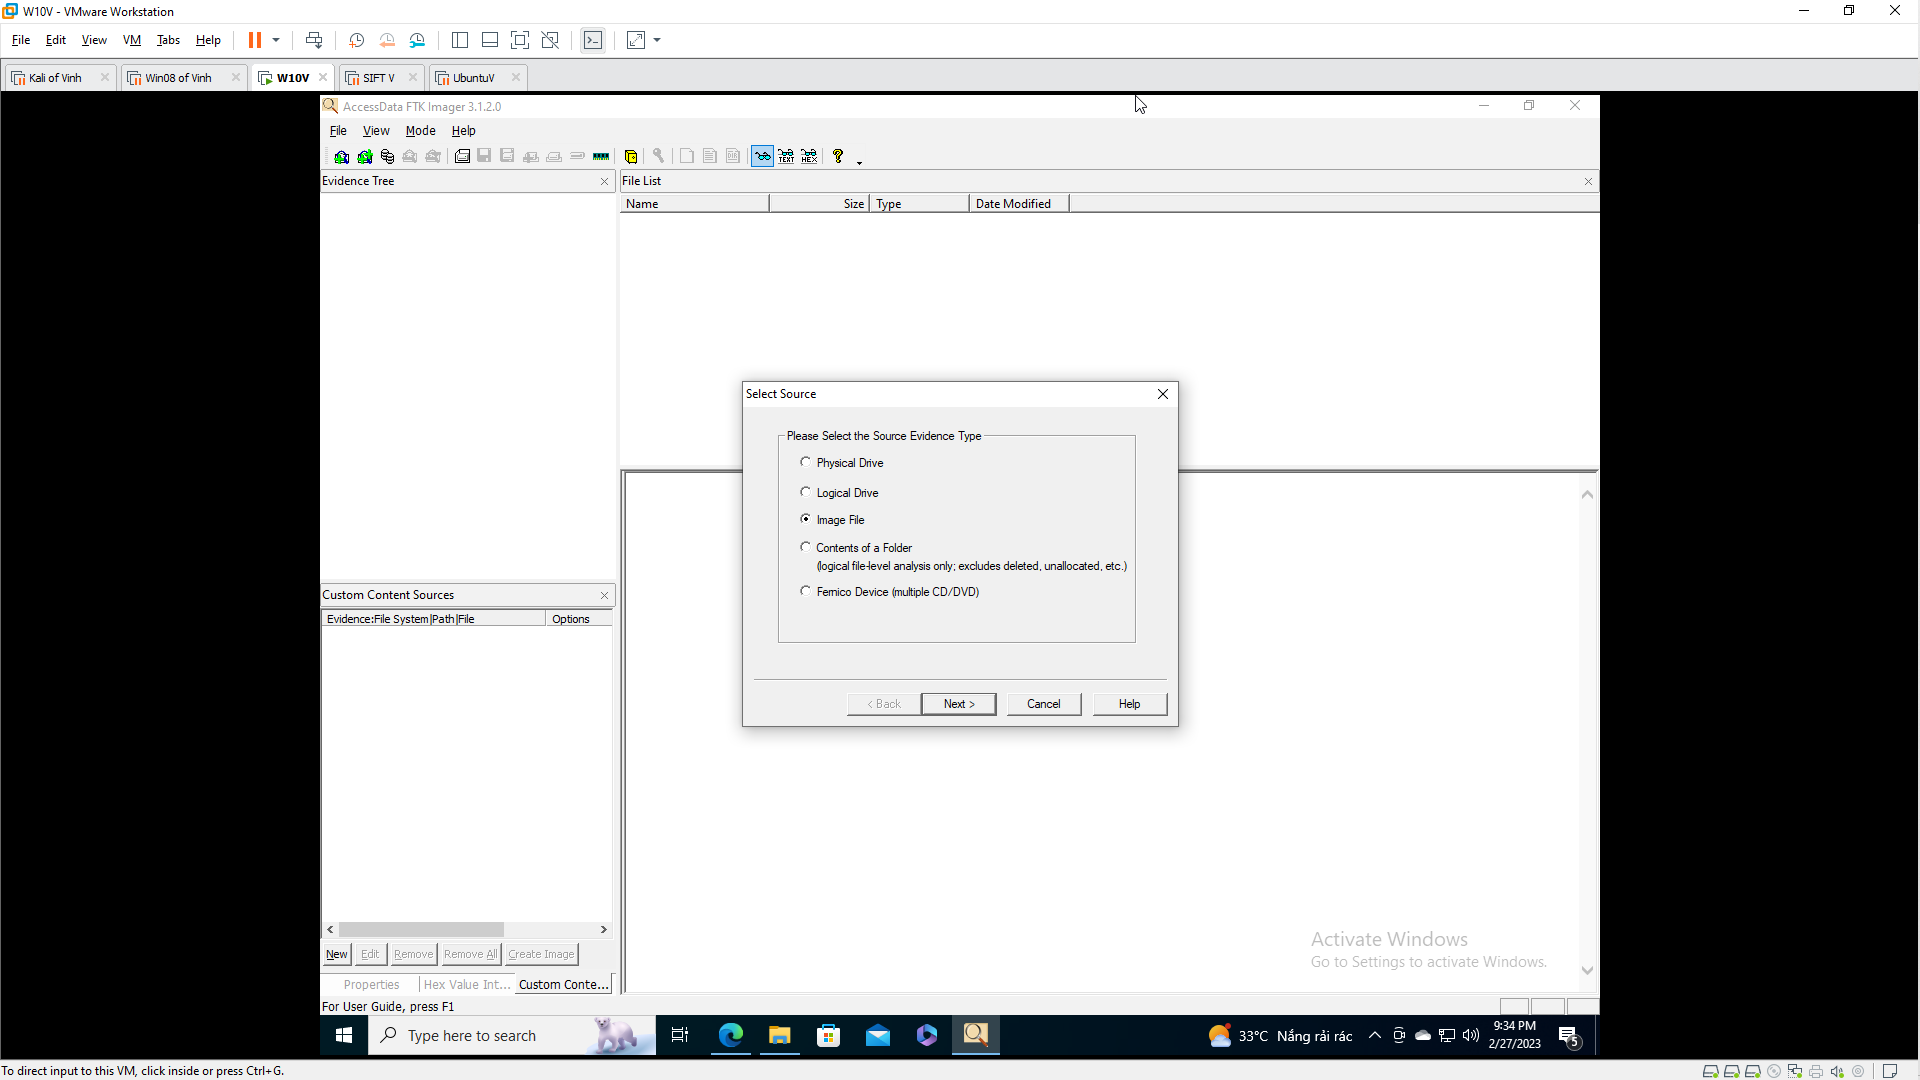 W10V - VMware Workstation
File Edit View VM Tabs Help
Kali of Vinh Win08 of Vinh W10V SIFT V UbuntuV
AccessData FTK Imager 3.1.2.0
File View Mode Help
Evidence Tree
File List
Name Size Type Date Modified
Select Source
Please Select the Source Evidence Type
Physical Drive
Logical Drive
Image File
Contents of a Folder
(logical file-level analysis only; excludes deleted, unallocated, etc.)
Fernico Device (multiple CD/DVD)
< Back Next > Cancel Help
Custom Content Sources
Evidence:File System|Path|File Options
New Edit Remove Remove All Create Image
Properties Hex Value Int... Custom Conte...
For User Guide, press F1
Activate Windows
Go to Settings to activate Windows.
Type here to search
33°C Nắng rải rác
9:34 PM
2/27/2023
5
To direct input to this VM, click inside or press Ctrl+G.